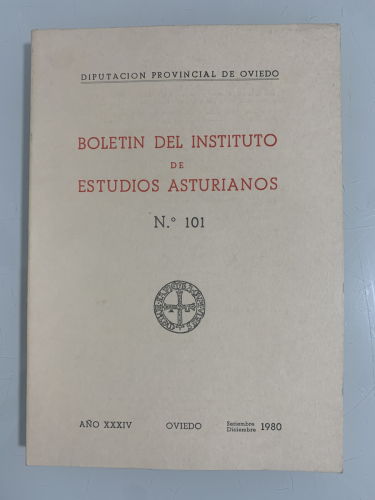 DIPUTACION PROVINCIAL DE OVIEDO
BOLETIN DEL INSTITUTO
DE
ESTUDIOS ASTURIANOS
N.° 101
AÑO XXXIV OVIEDO Setiembre Diciembre 1980